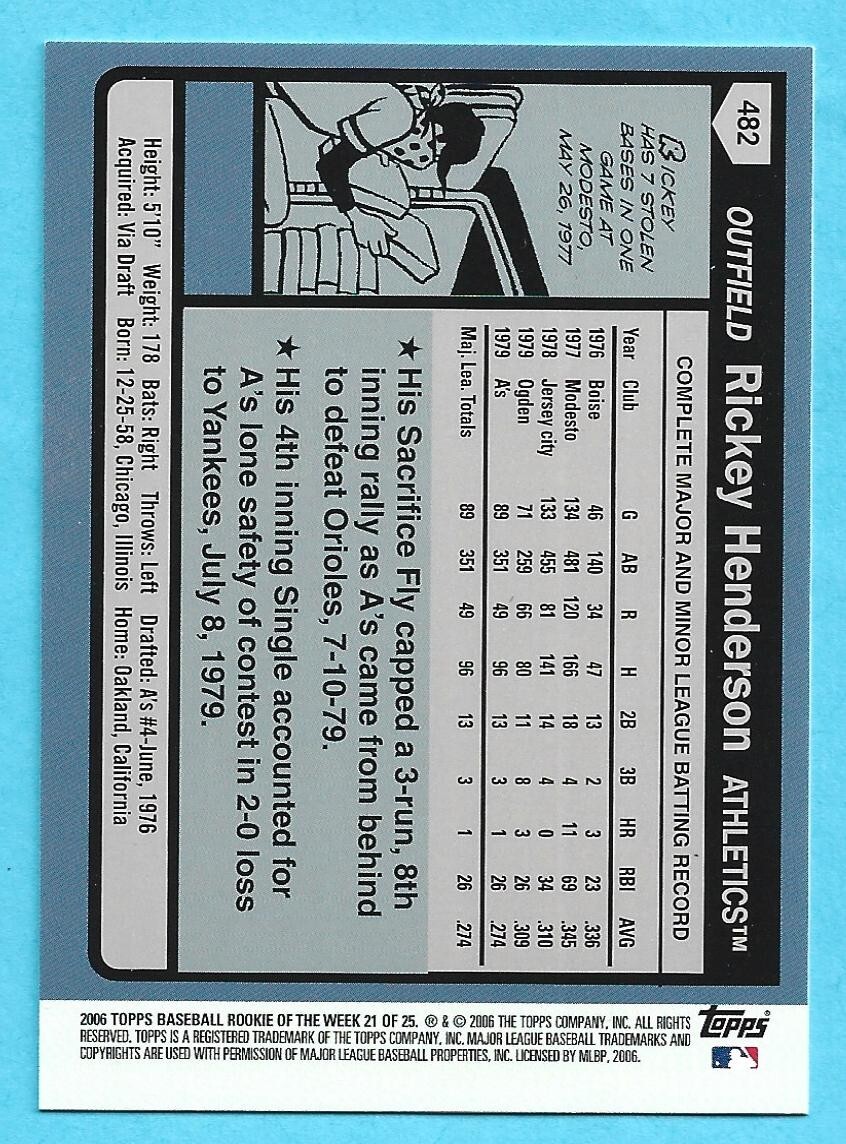 482
OUTFIELD Rickey Henderson ATHLETICS™
RICKEY
HAS 7 STOLEN
BASES IN ONE
GAME AT
MODESTO,
MAY 26, 1977
COMPLETE MAJOR AND MINOR LEAGUE BATTING RECORD
Year Club G AB R H 2B 3B HR RBI AVG
1976 Boise 46 140 34 47 13 2 3 23 .336
1977 Modesto 134 481 120 166 18 4 11 69 .345
1978 Jersey city 133 455 81 141 14 4 0 34 .310
1979 Ogden 71 259 66 80 11 8 3 26 .309
1979 A's 89 351 49 96 13 3 1 26 .274
Maj. Lea. Totals 89 351 49 96 13 3 1 26 .274
★ His Sacrifice Fly capped a 3-run, 8th
inning rally as A's came from behind
to defeat Orioles, 7-10-79.
★ His 4th inning Single accounted for
A's lone safety of contest in 2-0 loss
to Yankees, July 8, 1979.
Height: 5'10" Weight: 178 Bats: Right Throws: Left Drafted: A's #4-June, 1976
Acquired: Via Draft Born: 12-25-58, Chicago, Illinois Home: Oakland, California
topps®
2006 TOPPS BASEBALL ROOKIE OF THE WEEK 21 OF 25. ® & © 2006 THE TOPPS COMPANY, INC. ALL RIGHTS
RESERVED. TOPPS IS A REGISTERED TRADEMARK OF THE TOPPS COMPANY, INC. MAJOR LEAGUE BASEBALL TRADEMARKS AND
COPYRIGHTS ARE USED WITH PERMISSION OF MAJOR LEAGUE BASEBALL PROPERTIES, INC. LICENSED BY MLBP, 2006.